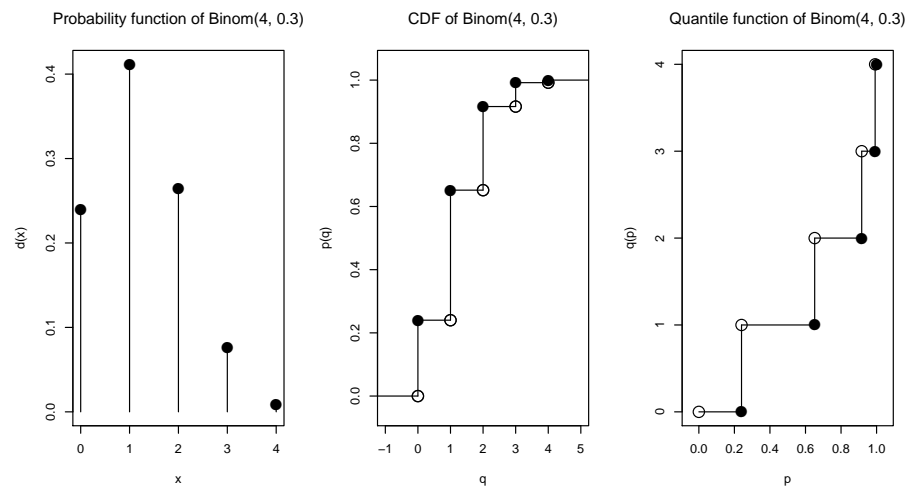 Probability function of Binom(4, 0.3)
d(x)
0.4
0.3
0.2
0.1
0.0
0 1 2 3 4
x
CDF of Binom(4, 0.3)
p(q)
1.0
0.8
0.6
0.4
0.2
0.0
−1 0 1 2 3 4 5
q
Quantile function of Binom(4, 0.3)
q(p)
4
3
2
1
0
0.0 0.2 0.4 0.6 0.8 1.0
p